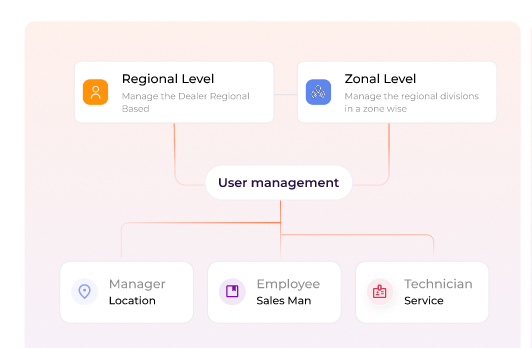 Regional Level
Manage the Dealer Regional
Based
Zonal Level
Manage the regional divisions
in a zone wise
User management
Manager
Location
Employee
Sales Man
Technician
Service